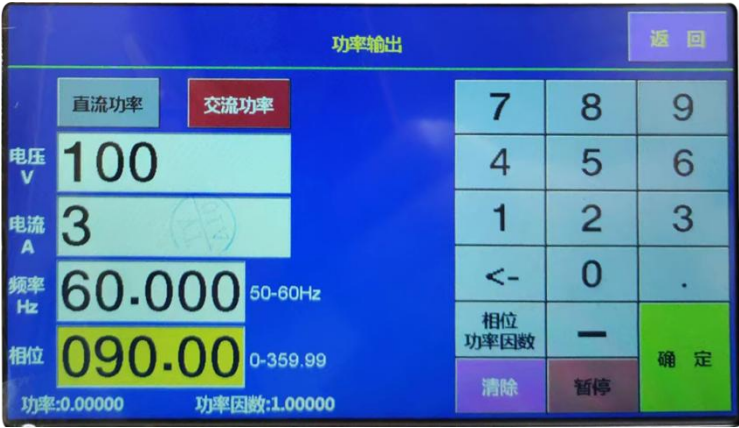 功率输出
返 回
直流功率
交流功率
电压
V
100
电流
A
3
频率
Hz
60.000
50-60Hz
相位
090.00
0-359.99
功率:0.00000
功率因数:1.00000
7 8 9
4 5 6
1 2 3
<- 0 .
相位
功率因数
—
确 定
清除
暂停